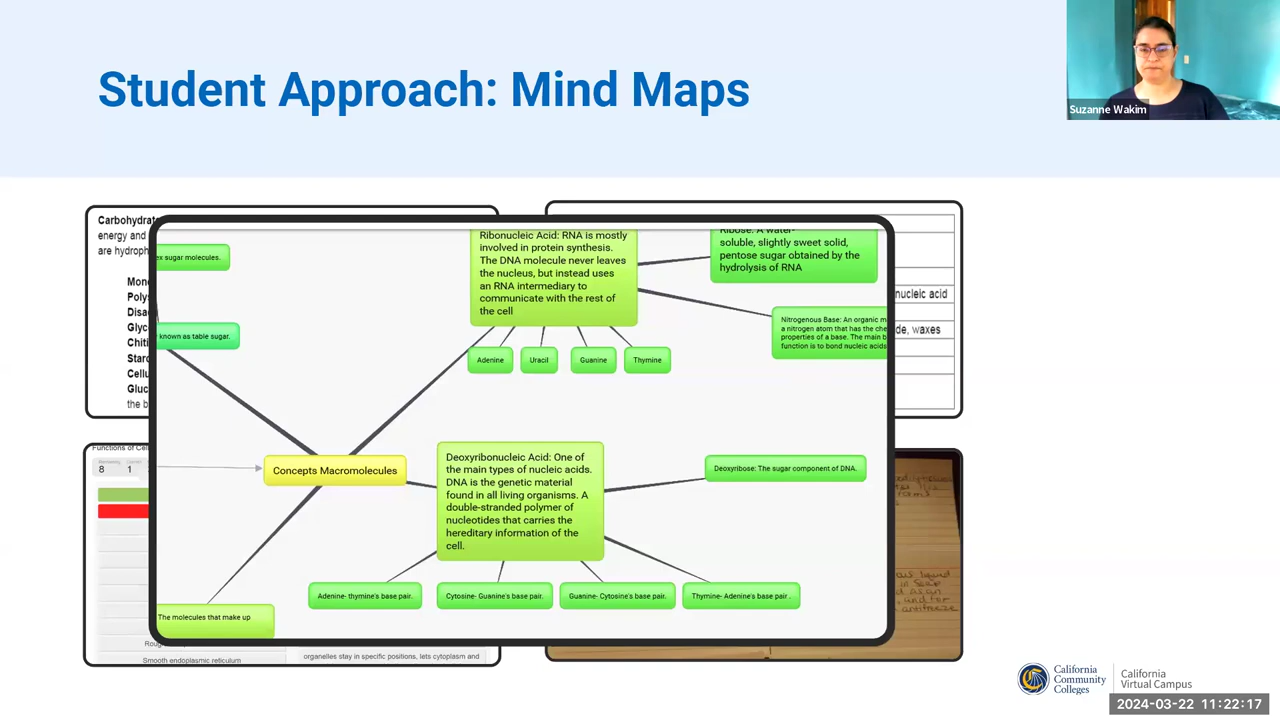 Student Approach: Mind Maps
Suzanne Wakim
Carbohydrat
energy and
are hydroph
Mono
Polys
Disa
Glyc
Chiti
Starc
Cellu
Gluc
the b
ex sugar molecules.
known as table sugar.
Ribonucleic Acid: RNA is mostly
involved in protein synthesis.
The DNA molecule never leaves
the nucleus, but instead uses
an RNA intermediary to
communicate with the rest of
the cell
Ribose: A water-
soluble, slightly sweet solid,
pentose sugar obtained by the
hydrolysis of RNA
Nitrogenous Base: An organic m
a nitrogen atom that has the che
properties of a base. The main
function is to bond nucleic acids
Adenine
Uracil
Guanine
Thymine
nucleic acid
de, waxes
Functions of Cel
8
1
Concepts Macromolecules
Deoxyribonucleic Acid: One of
the main types of nucleic acids.
DNA is the genetic material
found in all living organisms. A
double-stranded polymer of
nucleotides that carries the
hereditary information of the
cell.
Deoxyribose: The sugar component of DNA.
Adenine- thymine's base pair.
Cytosine- Guanine's base pair.
Guanine- Cytosine's base pair.
Thymine- Adenine's base pair .
The molecules that make up
Roug
Smooth endoplasmic reticulum
organelles stay in specific positions, lets cytoplasm and
and for
antifreeze
California
Community
Colleges
California
Virtual Campus
2024-03-22 11:22:17